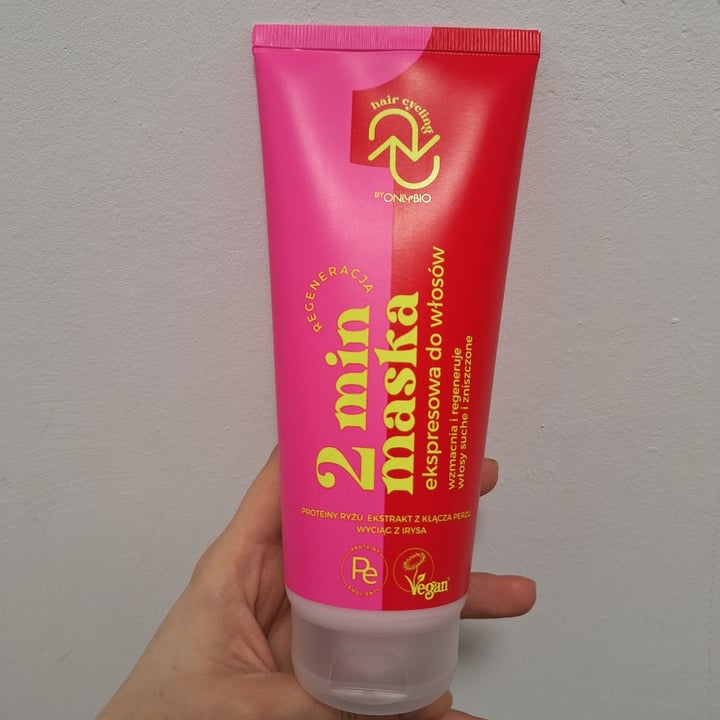 hair cycling
BY ONLYBIO
REGENERACJA
2 min
maska
ekspresowa do włosów
wzmacnia i regeneruje
włosy suche i zniszczone
PROTEINY RYŻU, EKSTRAKT Z KŁĄCZA PERZU,
WYCIĄG Z IRYSA
PROTEINY
Pe
EMOLIENTY
Vegan